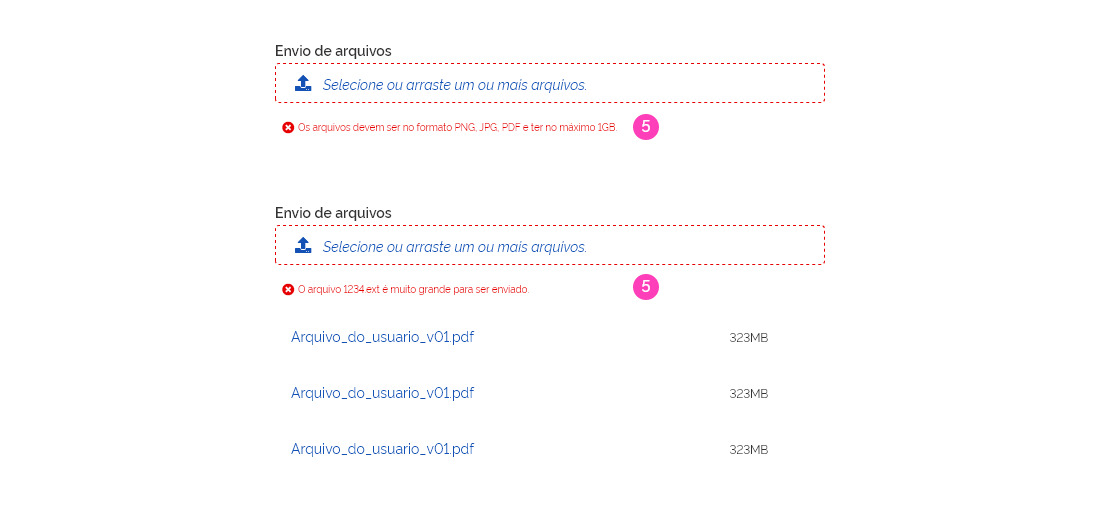 Envio de arquivos
Selecione ou arraste um ou mais arquivos.
Os arquivos devem ser no formato PNG, JPG, PDF e ter no máximo 1GB. 5
Envio de arquivos
Selecione ou arraste um ou mais arquivos.
O arquivo 1234.ext é muito grande para ser enviado. 5
Arquivo_do_usuario_v01.pdf 323MB
Arquivo_do_usuario_v01.pdf 323MB
Arquivo_do_usuario_v01.pdf 323MB